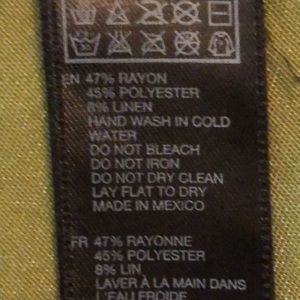 EN 47% RAYON
45% POLYESTER
8% LINEN
HAND WASH IN COLD
WATER
DO NOT BLEACH
DO NOT IRON
DO NOT DRY CLEAN
LAY FLAT TO DRY
MADE IN MEXICO
FR 47% RAYONNE
45% POLYESTER
8% LIN
LAVER À LA MAIN DANS
L'EAU FROIDE